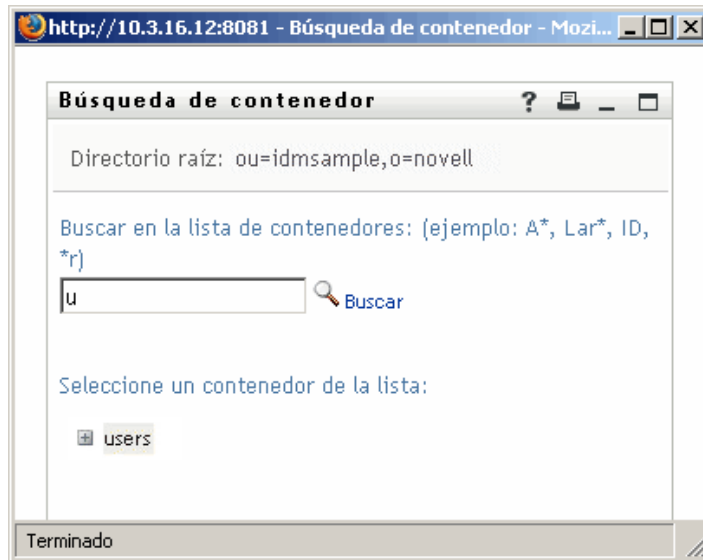 http://10.3.16.12:8081 - Búsqueda de contenedor - Mozi...
Búsqueda de contenedor
?
Directorio raíz: ou=idmsample,o=novell
Buscar en la lista de contenedores: (ejemplo: A*, Lar*, ID,
*r)
u
Buscar
Seleccione un contenedor de la lista:
users
Terminado